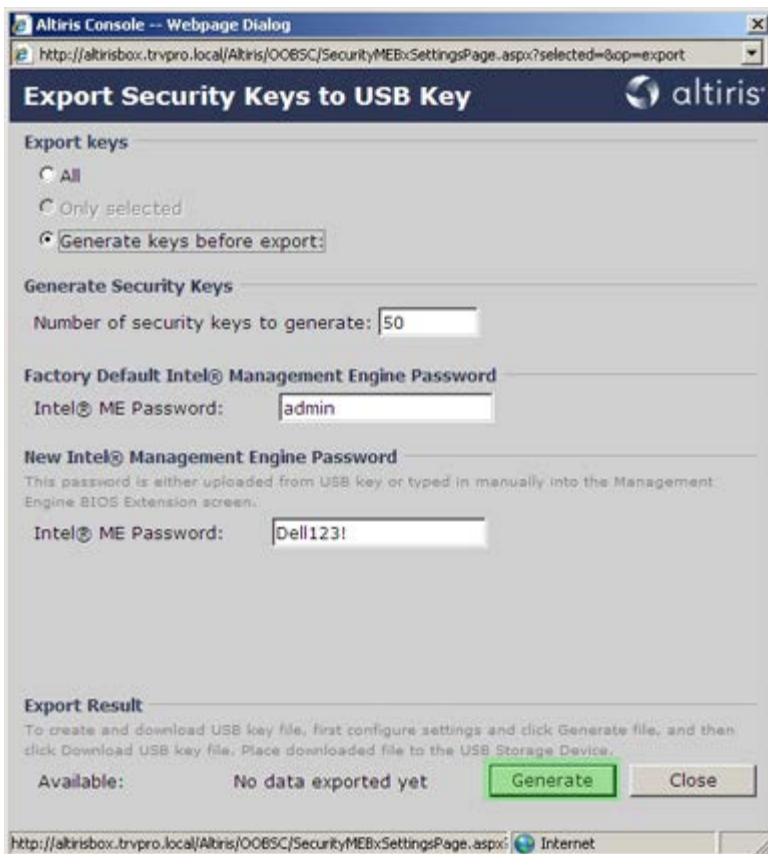 Altiris Console -- Webpage Dialog
http://altirisbox.trvpro.local/Altiris/OOBSC/SecurityMEBxSettingsPage.aspx?selected=&op=export
Export Security Keys to USB Key
altiris
Export keys
All
Only selected
Generate keys before export:
Generate Security Keys
Number of security keys to generate: 50
Factory Default Intel® Management Engine Password
Intel® ME Password: admin
New Intel® Management Engine Password
This password is either uploaded from USB key or typed in manually into the Management
Engine BIOS Extension screen.
Intel® ME Password: Dell123!
Export Result
To create and download USB key file, first configure settings and click Generate file, and then
click Download USB key file. Place downloaded file to the USB Storage Device.
Available: No data exported yet Generate Close
http://altirisbox.trvpro.local/Altiris/OOBSC/SecurityMEBxSettingsPage.aspx? Internet